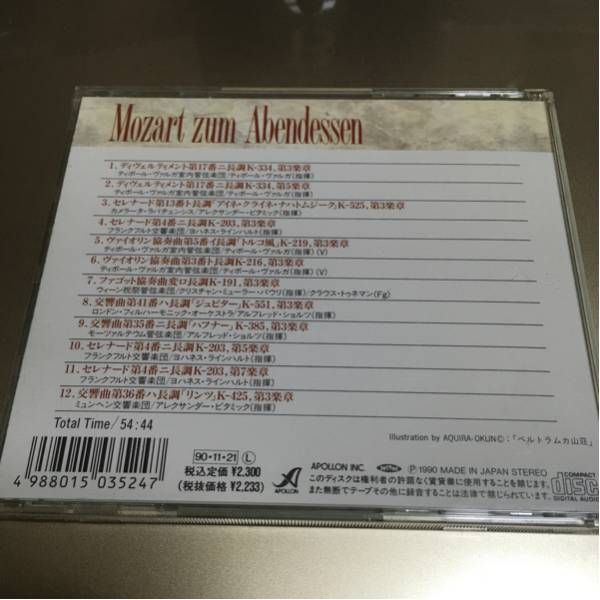 Mozart zum Abendessen
1. ディヴェルティメント第17番ニ長調K-334, 第3楽章
ティボール・ヴァルガ室内管弦楽団/ティボール・ヴァルガ(指揮)
2. ディヴェルティメント第17番ニ長調K-334, 第5楽章
ティボール・ヴァルガ室内管弦楽団/ティボール・ヴァルガ(指揮)
3. セレナード第13番ト長調「アイネ・クライネ・ナハトムジーク」K-525, 第3楽章
カメラータ・ラバチェンシス/アレクサンダー・ピタミック(指揮)
4. セレナード第4番ニ長調K-203, 第3楽章
フランクフルト交響楽団/ヨハネス・ラインハルト(指揮)
5. ヴァイオリン協奏曲第5番イ長調「トルコ風」K-219, 第3楽章
ティボール・ヴァルガ室内管弦楽団/ティボール・ヴァルガ(指揮)(V)
6. ヴァイオリン協奏曲第3番ト長調K-216, 第3楽章
ティボール・ヴァルガ室内管弦楽団/ティボール・ヴァルガ(指揮)(V)
7. ファゴット協奏曲変ロ長調K-191, 第3楽章
ウィーン祝祭管弦楽団/クリスチャン・ミューラー・バウリ(指揮)/クラウス・トゥネマン(Fg)
8. 交響曲第41番ハ長調「ジュピター」K-551, 第3楽章
ロンドン・フィルハーモニック・オーケストラ/アルフレッド・ショルツ(指揮)
9. 交響曲第35番ニ長調「ハフナー」K-385, 第3楽章
モーツァルテウム管弦楽団/アルフレッド・ショルツ(指揮)
10. セレナード第4番ニ長調K-203, 第5楽章
フランクフルト交響楽団/ヨハネス・ラインハルト(指揮)
11. セレナード第4番ニ長調K-203, 第7楽章
フランクフルト交響楽団/ヨハネス・ラインハルト(指揮)
12. 交響曲第36番ハ長調「リンツ」K-425, 第3楽章
ミュンヘン交響楽団/アレクサンダー・ピタミック(指揮)
Total Time/54:44
Illustration by AQUIRA-OKUN©:「ベルトラムカ山荘」
4 988015 035247
90・11・21 L
税込定価¥2,300
(税抜価格¥2,233)
APOLLON
APOLLON INC. Ⓟ 1990 MADE IN JAPAN STEREO
このディスクは権利者の許諾なく賃貸業に使用することを禁じます。
また無断でテープその他に録音することは法律で禁じられています。
COMPACT
disc
DIGITAL AUDIO